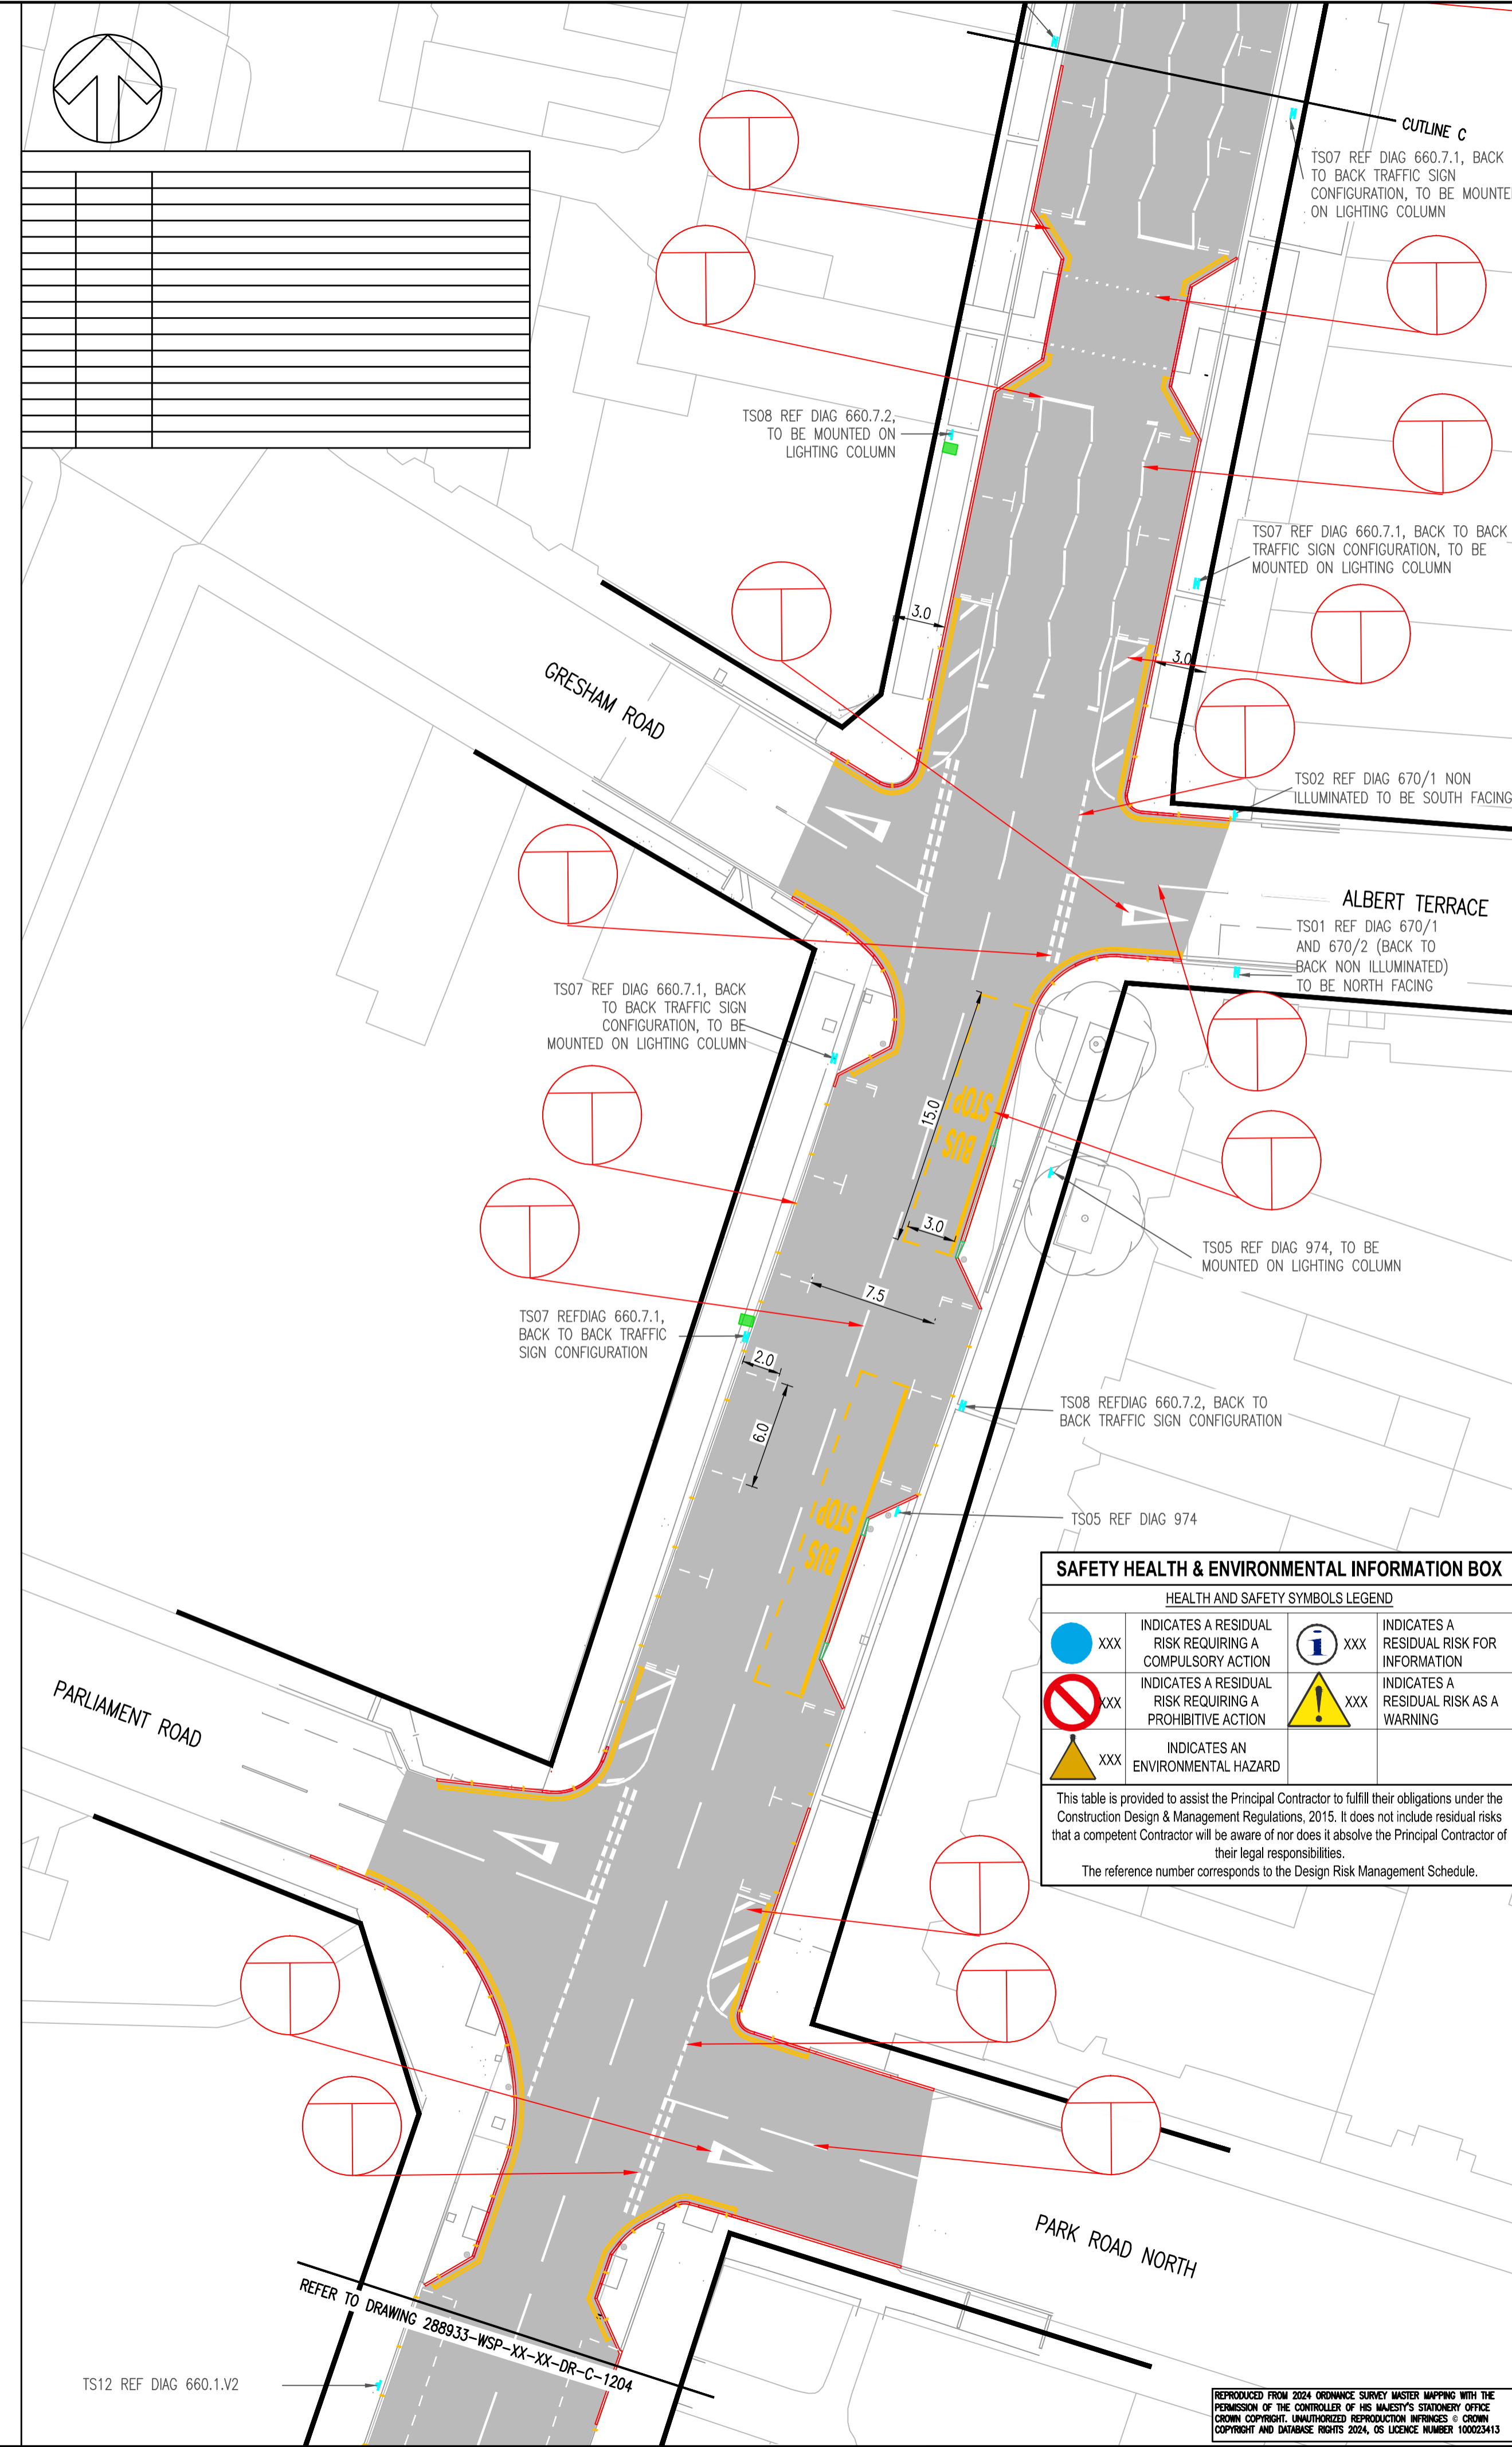 CUTLINE C
TS07 REF DIAG 660.7.1, BACK
TO BACK TRAFFIC SIGN
CONFIGURATION, TO BE
ON LIGHTING COLUMN
TS08 REF DIAG 660.7.2,
TO BE MOUNTED ON
LIGHTING COLUMN
TS07 REF DIAG 660.7.1, BACK TO BACK
TRAFFIC SIGN CONFIGURATION, TO BE
MOUNTED ON LIGHTING COLUMN
3.0
3.0
GRESHAM ROAD
TS02 REF DIAG 670/1 NON
ILLUMINATED TO BE SOUTH FACING
ALBERT TERRACE
TS01 REF DIAG 670/1
AND 670/2 (BACK TO
BACK NON ILLUMINATED)
TO BE NORTH FACING
TS07 REF DIAG 660.7.1, BACK
TO BACK TRAFFIC SIGN
CONFIGURATION, TO BE
MOUNTED ON LIGHTING COLUMN
15.0
BUS STOP
3.0
TS05 REF DIAG 974, TO BE
MOUNTED ON LIGHTING COLUMN
7.5
TS07 REFDIAG 660.7.1,
BACK TO BACK TRAFFIC
SIGN CONFIGURATION
2.0
6.0
TS08 REFDIAG 660.7.2, BACK TO
BACK TRAFFIC SIGN CONFIGURATION
BUS STOP
TS05 REF DIAG 974
SAFETY HEALTH & ENVIRONMENTAL INFORMATION BOX
HEALTH AND SAFETY SYMBOLS LEGEND
XXX
INDICATES A RESIDUAL
RISK REQUIRING A
COMPULSORY ACTION
i XXX
INDICATES A
RESIDUAL RISK FOR
INFORMATION
XXX
INDICATES A RESIDUAL
RISK REQUIRING A
PROHIBITIVE ACTION
! XXX
INDICATES A
RESIDUAL RISK AS A
WARNING
XXX
INDICATES AN
ENVIRONMENTAL HAZARD
This table is provided to assist the Principal Contractor to fulfill their obligations under the
Construction Design & Management Regulations, 2015. It does not include residual risks
that a competent Contractor will be aware of nor does it absolve the Principal Contractor of
their legal responsibilities.
The reference number corresponds to the Design Risk Management Schedule.
PARLIAMENT ROAD
PARK ROAD NORTH
REFER TO DRAWING 288933-WSP-XX-XX-DR-C-1204
TS12 REF DIAG 660.1.V2
REPRODUCED FROM 2024 ORDNANCE SURVEY MASTER MAPPING WITH THE
PERMISSION OF THE CONTROLLER OF HIS MAJESTY'S STATIONERY OFFICE
CROWN COPYRIGHT. UNAUTHORIZED REPRODUCTION INFRINGES © CROWN
COPYRIGHT AND DATABASE RIGHTS 2024, OS LICENCE NUMBER 100023413